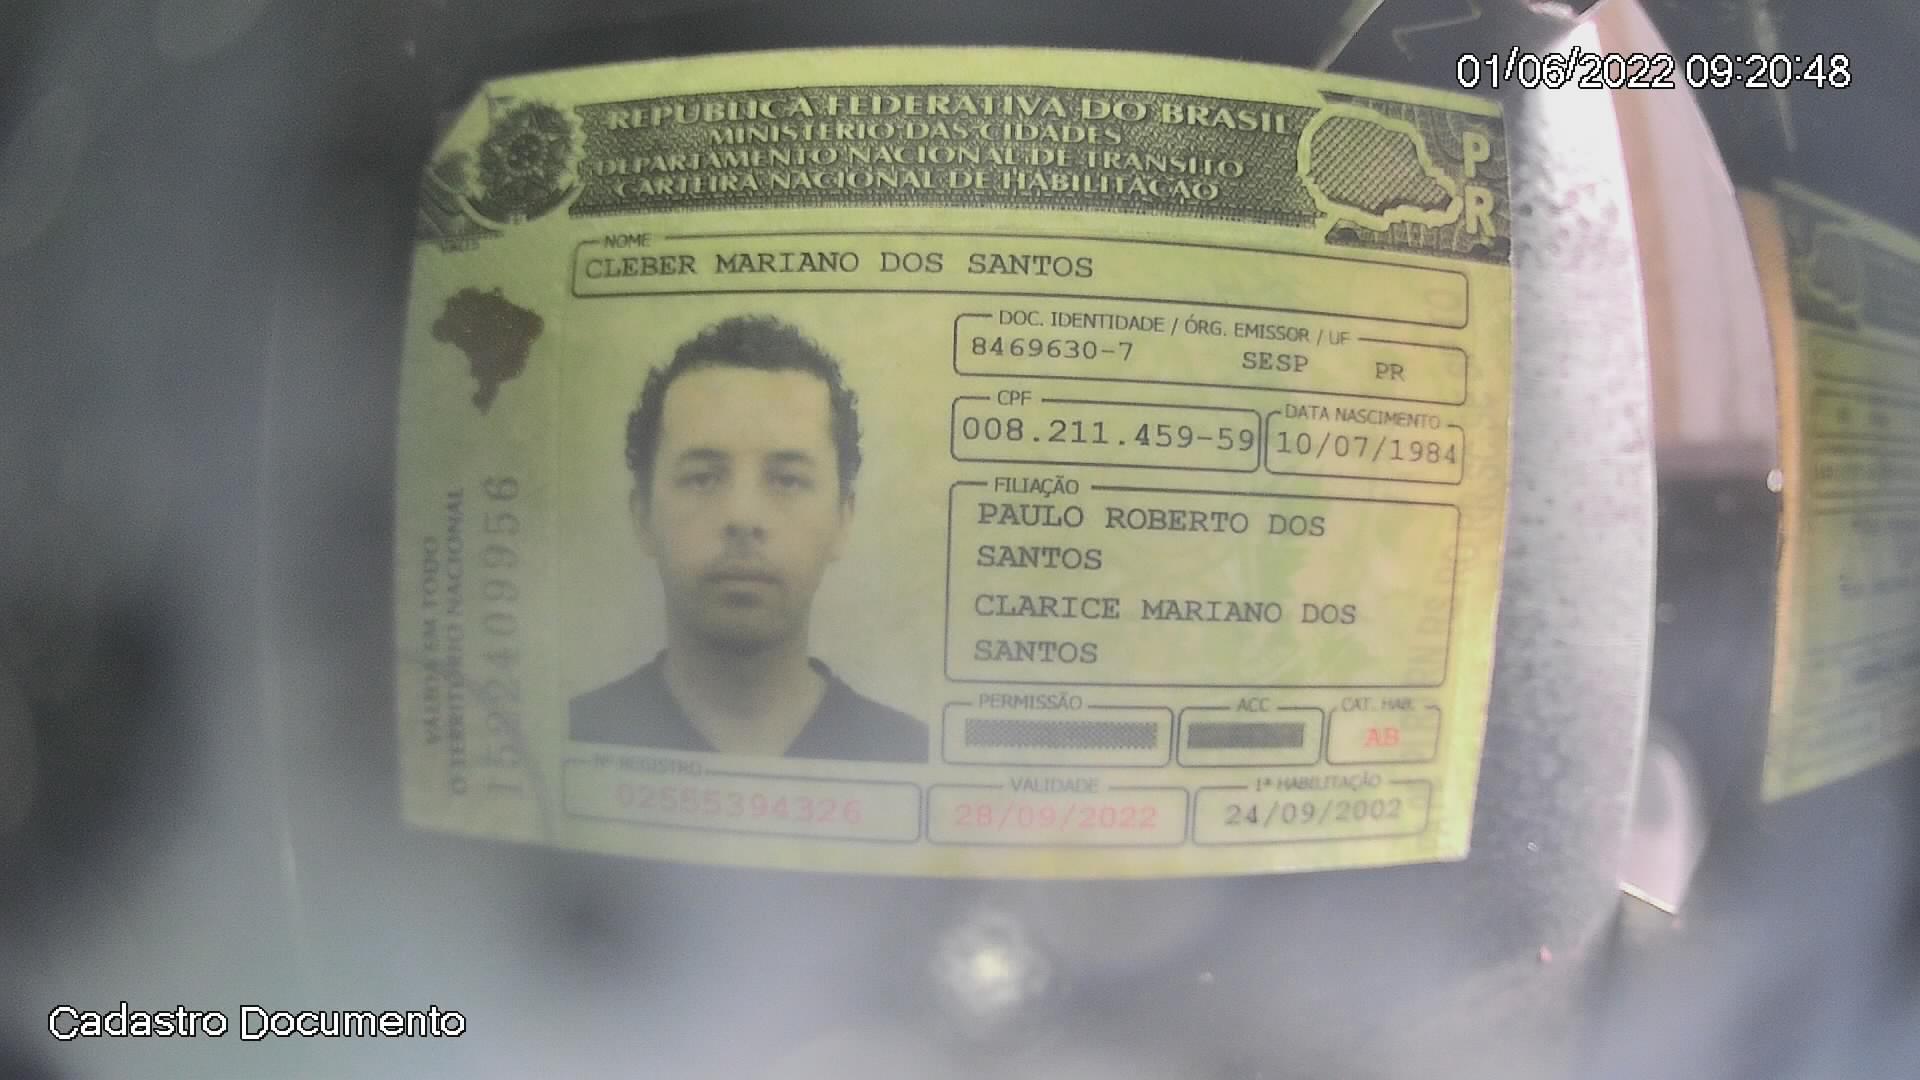 01/06/2022 09:20:48
REPÚBLICA FEDERATIVA DO BRASIL
MINISTÉRIO DAS CIDADES
DEPARTAMENTO NACIONAL DE TRÂNSITO
CARTEIRA NACIONAL DE HABILITAÇÃO
PR
NOME
CLEBER MARIANO DOS SANTOS
DOC. IDENTIDADE / ÓRG. EMISSOR / UF
8469630-7 SESP PR
CPF
008.211.459-59
DATA NASCIMENTO
10/07/1984
FILIAÇÃO
PAULO ROBERTO DOS
SANTOS
CLARICE MARIANO DOS
SANTOS
PERMISSÃO
ACC
CAT. HAB.
AB
Nº REGISTRO
02555394326
VALIDADE
28/09/2022
1ª HABILITAÇÃO
24/09/2002
VÁLIDA EM TODO
O TERRITÓRIO NACIONAL
1592409956
Cadastro Documento